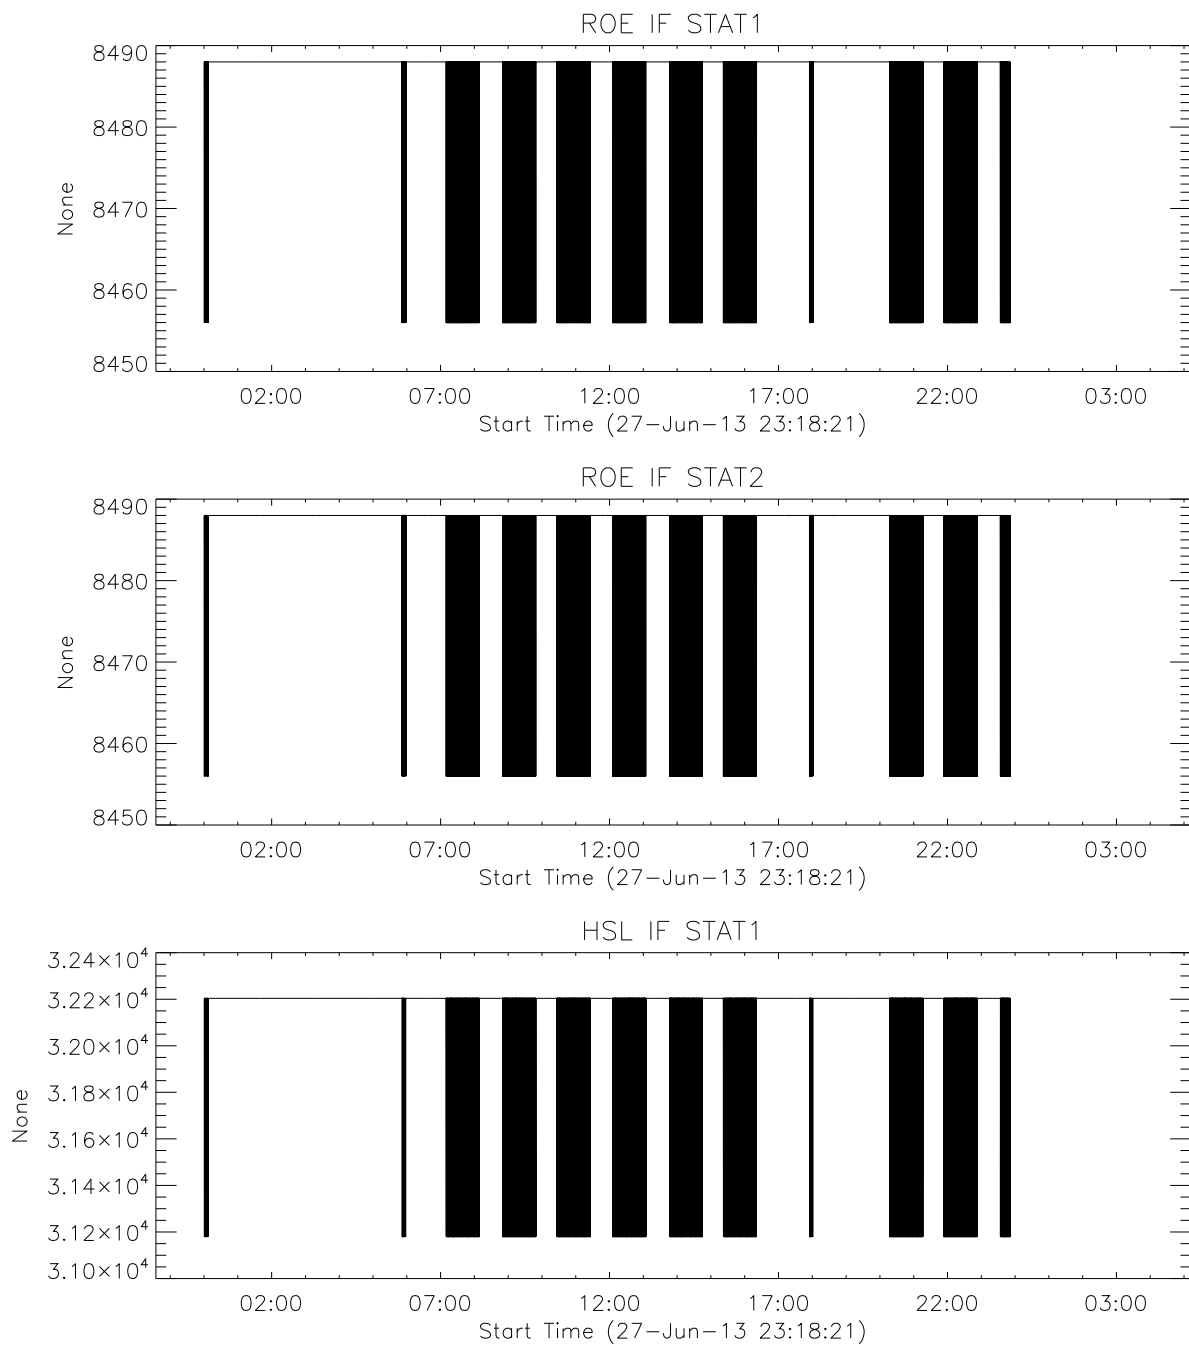 ROE IF STAT1
8490
8480
8470
8460
8450
None
02:00 07:00 12:00 17:00 22:00 03:00
Start Time (27-Jun-13 23:18:21)
ROE IF STAT2
8490
8480
8470
8460
8450
None
02:00 07:00 12:00 17:00 22:00 03:00
Start Time (27-Jun-13 23:18:21)
HSL IF STAT1
3.24×10⁴
3.22×10⁴
3.20×10⁴
3.18×10⁴
3.16×10⁴
3.14×10⁴
3.12×10⁴
3.10×10⁴
None
02:00 07:00 12:00 17:00 22:00 03:00
Start Time (27-Jun-13 23:18:21)